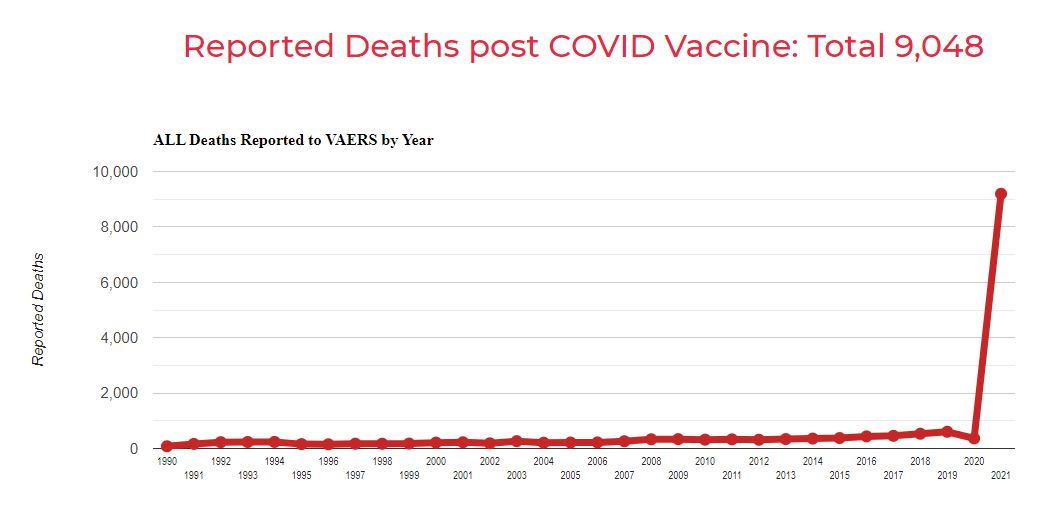 Reported Deaths post COVID Vaccine: Total 9,048
ALL Deaths Reported to VAERS by Year
10,000
8,000
6,000
4,000
2,000
0
Reported Deaths
1990 1992 1994 1996 1998 2000 2002 2004 2006 2008 2010 2012 2014 2016 2018 2020
1991 1993 1995 1997 1999 2001 2003 2005 2007 2009 2011 2013 2015 2017 2019 2021